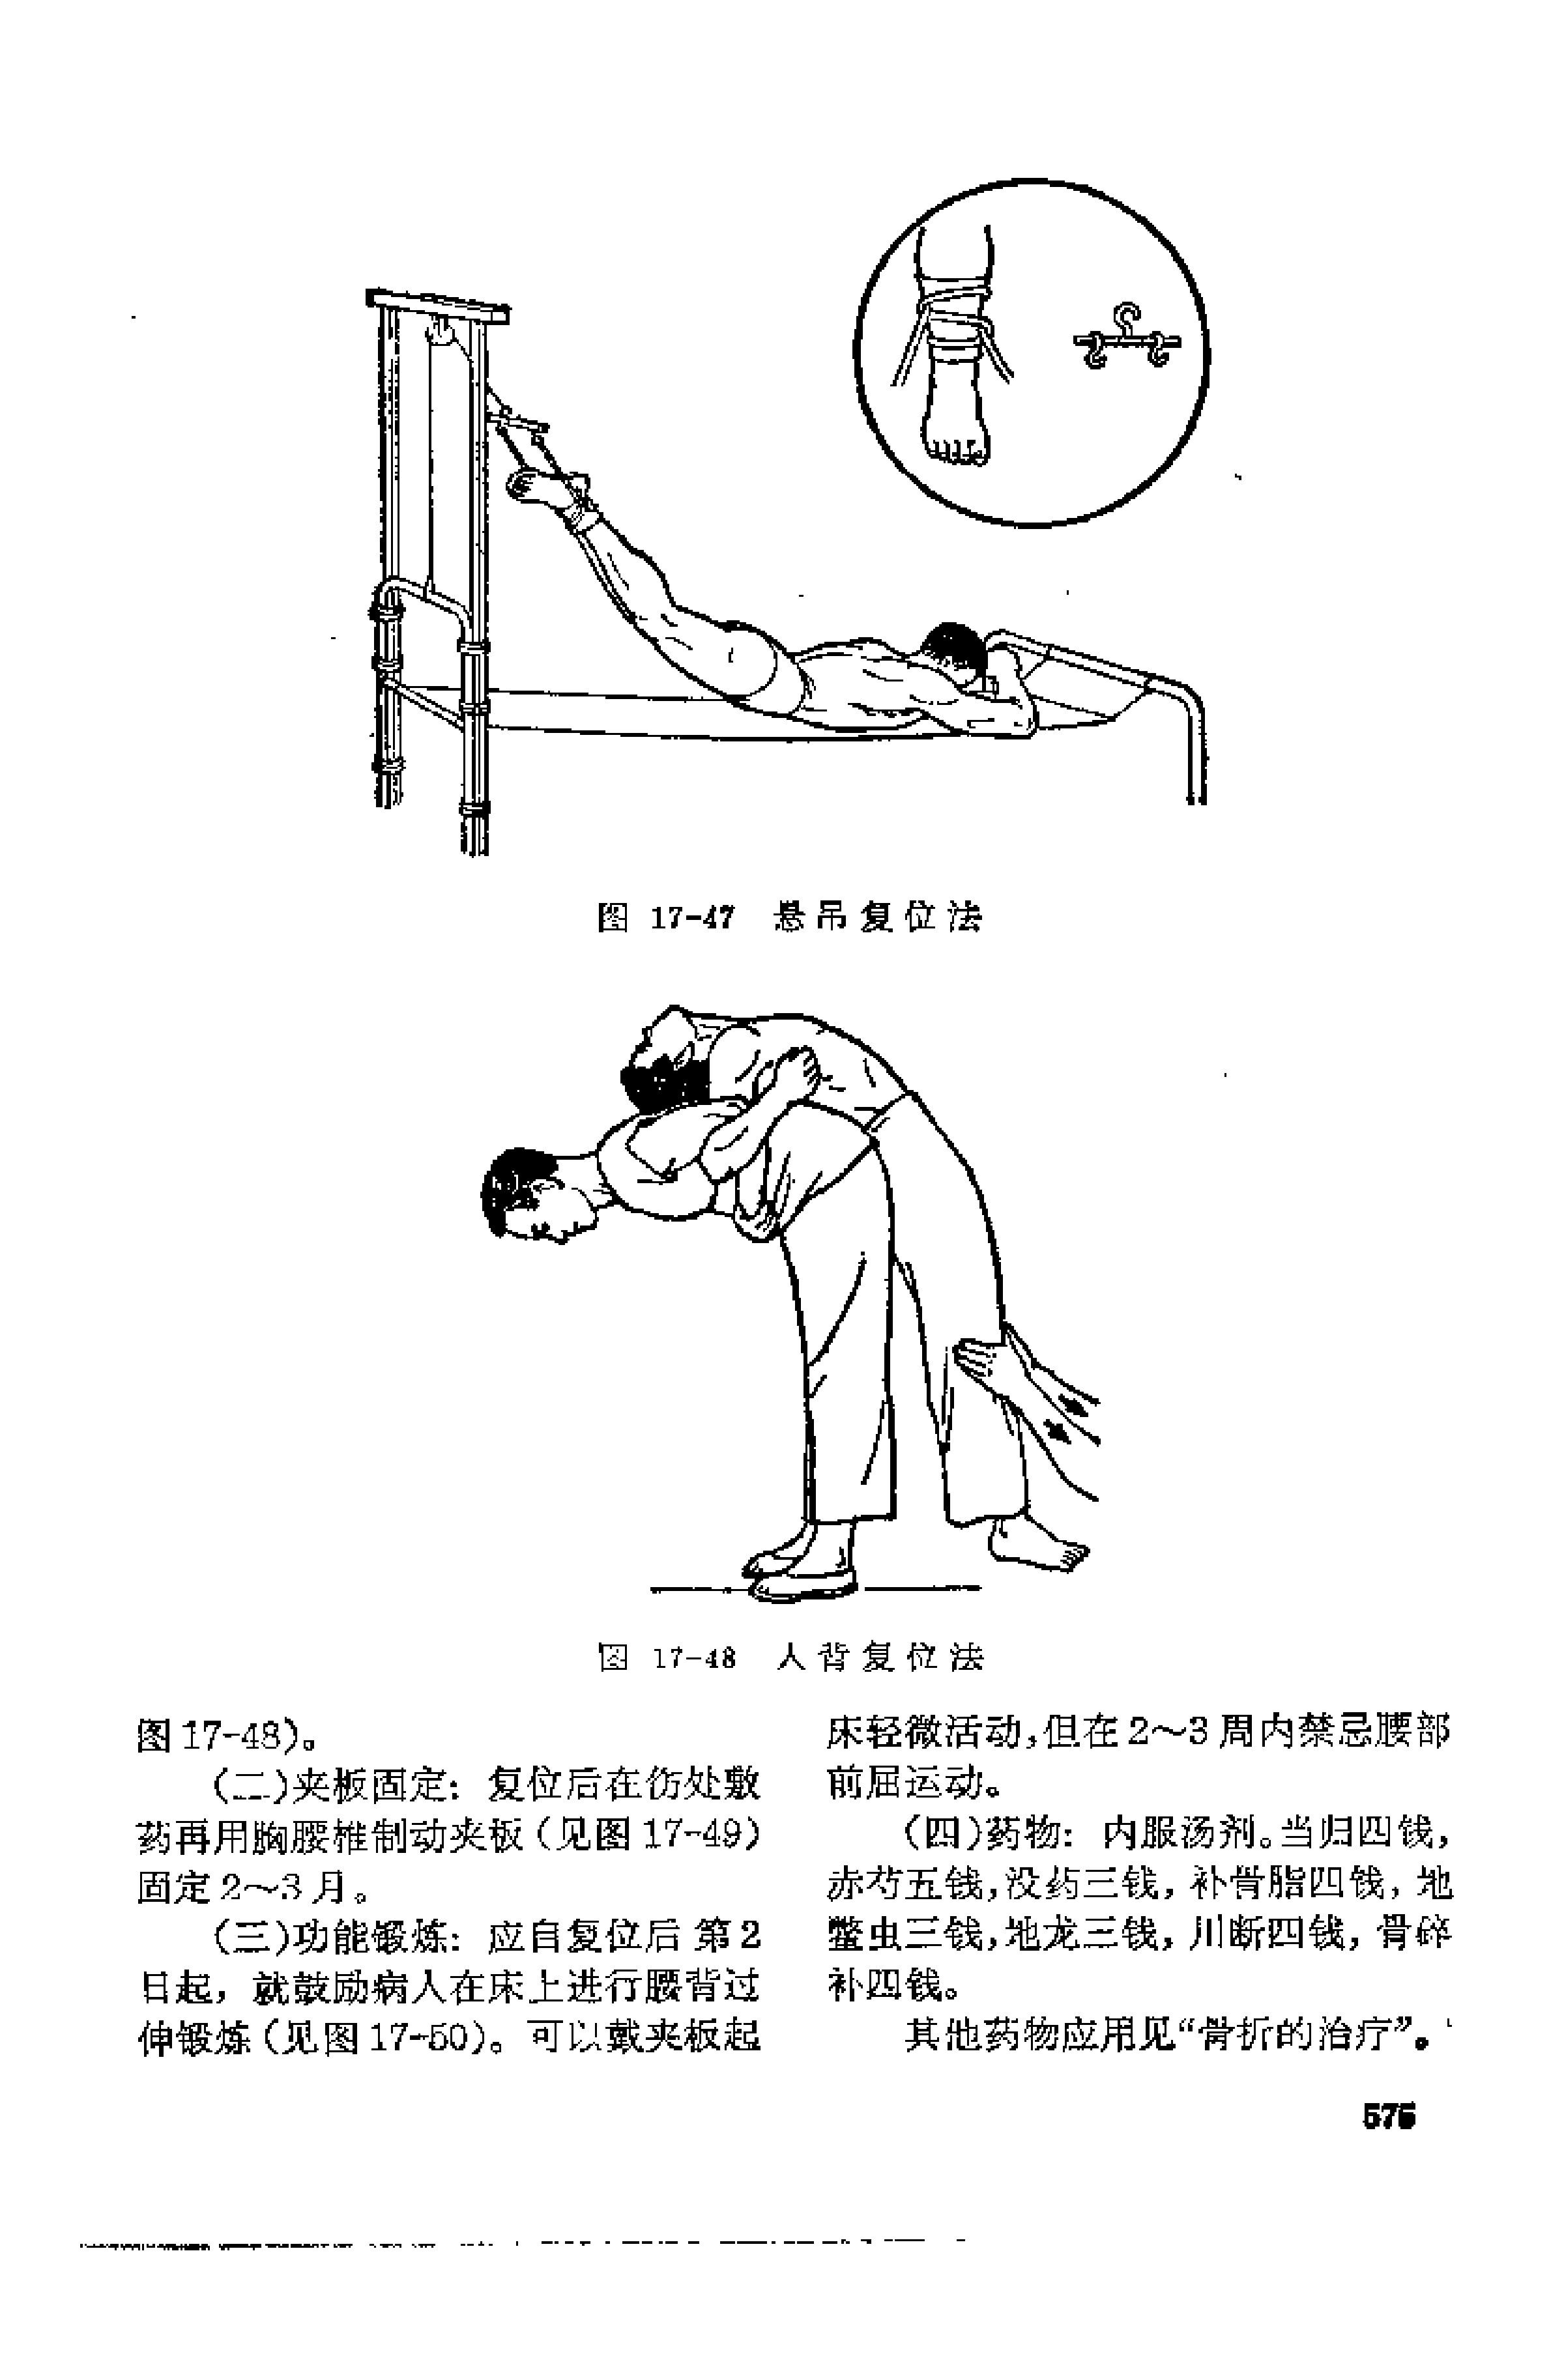 图 17-47 悬吊复位法
图 17-48 人背复位法
图17-48)。
(二)夹板固定：复位后在伤处敷
药再用胸腰椎制动夹板(见图17-49)
固定2～3月。
(三)功能锻炼：应自复位后第2
日起，就鼓励病人在床上进行腰背过
伸锻炼(见图17-50)。可以戴夹板起
床轻微活动，但在2～3周内禁忌腰部
前屈运动。
(四)药物：内服汤剂。当归四钱，
赤芍五钱，没药三钱，补骨脂四钱，地
鳖虫三钱，地龙三钱，川断四钱，骨碎
补四钱。
其他药物应用见“骨折的治疗”。